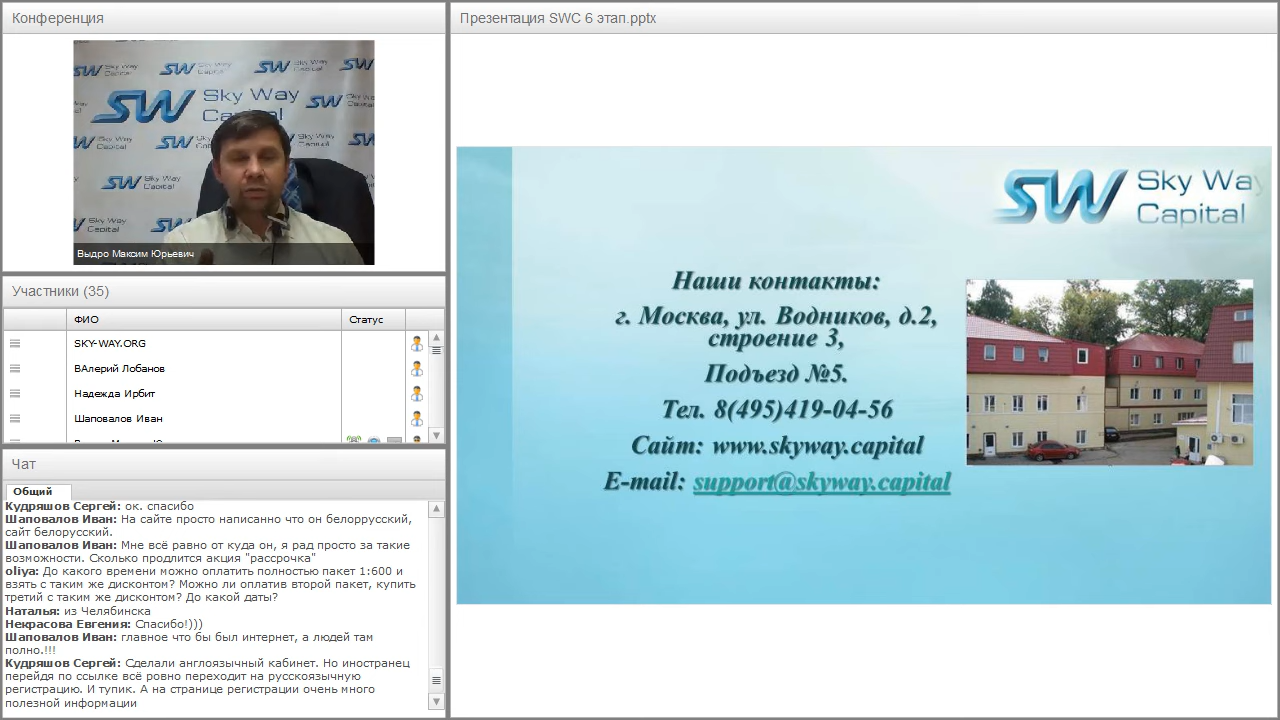 Конференция
Sky Way
Capital
SW
Sky Way
Capital
Выдро Максим Юрьевич
Участники (35)
ФИО
Статус
SKY-WAY.ORG
ВАлерий Лобанов
Надежда Ирбит
Шаповалов Иван
Чат
Общий
Кудряшов Сергей: ок. спасибо
Шаповалов Иван: На сайте просто написанно что он белоррусский,
сайт белорусский.
Шаповалов Иван: Мне всё равно от куда он, я рад просто за такие
возможности. Сколько продлится акция "рассрочка"
oliya: До какого времени можно оплатить полностью пакет 1:600 и
взять с таким же дисконтом? Можно ли оплатив второй пакет, купить
третий с таким же дисконтом? До какой даты?
Наталья: из Челябинска
Некрасова Евгения: Спасибо!)))
Шаповалов Иван: главное что бы был интернет, а людей там
полно.!!!
Кудряшов Сергей: Сделали англоязычный кабинет. Но иностранец
перейдя по ссылке всё ровно переходит на русскоязычную
регистрацию. И тупик. А на странице регистрации очень много
полезной информации
Презентация SWC 6 этап.pptx
SW Sky Way
Capital
Наши контакты:
г. Москва, ул. Водников, д.2,
строение 3,
Подъезд №5.
Тел. 8(495)419-04-56
Сайт: www.skyway.capital
E-mail: support@skyway.capital